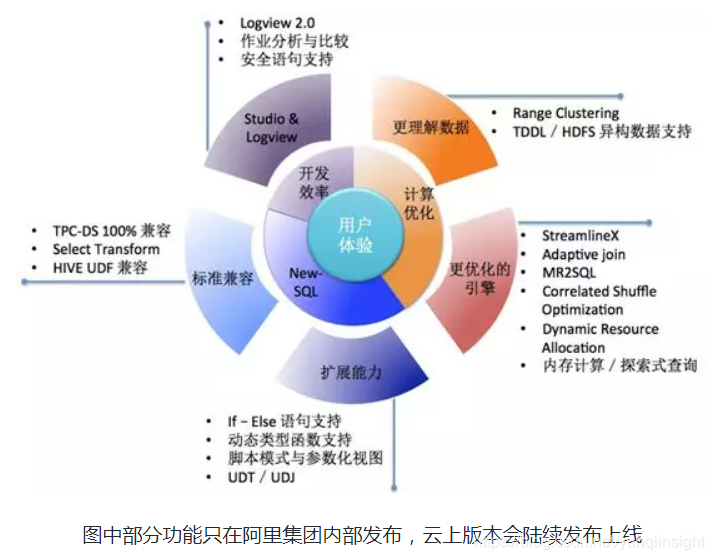 • Logview 2.0
• 作业分析与比较
• 安全语句支持
Studio &
Logview
更理解数据
• Range Clustering
• TDDL / HDFS 异构数据支持
开发
效率
计算
优化
用户
体验
New-
SQL
• TPC-DS 100% 兼容
• Select Transform
• HIVE UDF 兼容
标准兼容
更优化的
引擎
• StreamlineX
• Adaptive join
• MR2SQL
• Correlated Shuffle
Optimization
• Dynamic Resource
Allocation
• 内存计算 / 探索式查询
扩展能力
• If – Else 语句支持
• 动态类型函数支持
• 脚本模式与参数化视图
• UDT / UDJ
图中部分功能只在阿里集团内部发布，云上版本会陆续发布上线